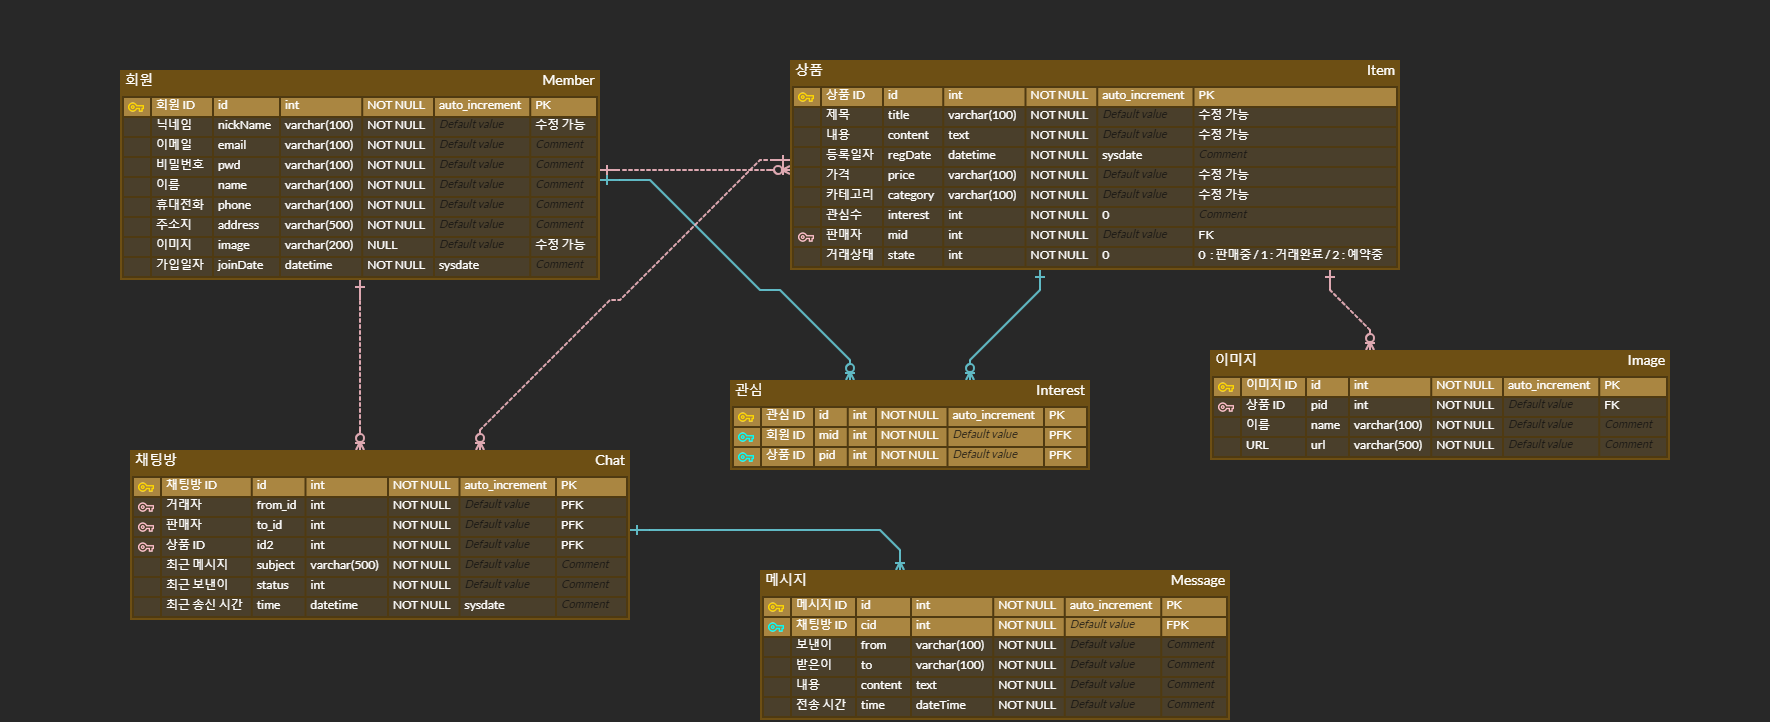 회원 Member
회원 ID id int NOT NULL auto_increment PK
닉네임 nickName varchar(100) NOT NULL Default value 수정 가능
이메일 email varchar(100) NOT NULL Default value Comment
비밀번호 pwd varchar(100) NOT NULL Default value Comment
이름 name varchar(100) NOT NULL Default value Comment
휴대전화 phone varchar(100) NOT NULL Default value Comment
주소지 address varchar(500) NOT NULL Default value Comment
이미지 image varchar(200) NULL Default value 수정 가능
가입일자 joinDate datetime NOT NULL sysdate Comment
상품 Item
상품 ID id int NOT NULL auto_increment PK
제목 title varchar(100) NOT NULL Default value 수정 가능
내용 content text NOT NULL Default value 수정 가능
등록일자 regDate datetime NOT NULL sysdate Comment
가격 price varchar(100) NOT NULL Default value 수정 가능
카테고리 category varchar(100) NOT NULL Default value 수정 가능
관심수 interest int NOT NULL 0 Comment
판매자 mid int NOT NULL Default value FK
거래상태 state int NOT NULL 0 0 : 판매중 / 1 : 거래완료 / 2 : 예약중
관심 Interest
관심 ID id int NOT NULL auto_increment PK
회원 ID mid int NOT NULL Default value PFK
상품 ID pid int NOT NULL Default value PFK
이미지 Image
이미지 ID id int NOT NULL auto_increment PK
상품 ID pid int NOT NULL Default value FK
이름 name varchar(100) NOT NULL Default value Comment
URL url varchar(500) NOT NULL Default value Comment
채팅방 Chat
채팅방 ID id int NOT NULL auto_increment PK
거래자 from_id int NOT NULL Default value PFK
판매자 to_id int NOT NULL Default value PFK
상품 ID id2 int NOT NULL Default value PFK
최근 메시지 subject varchar(500) NOT NULL Default value Comment
최근 보낸이 status int NOT NULL Default value Comment
최근 송신 시간 time datetime NOT NULL sysdate Comment
메시지 Message
메시지 ID id int NOT NULL auto_increment PK
채팅방 ID cid int NOT NULL Default value FPK
보낸이 from varchar(100) NOT NULL Default value Comment
받은이 to varchar(100) NOT NULL Default value Comment
내용 content text NOT NULL Default value Comment
전송 시간 time dateTime NOT NULL Default value Comment